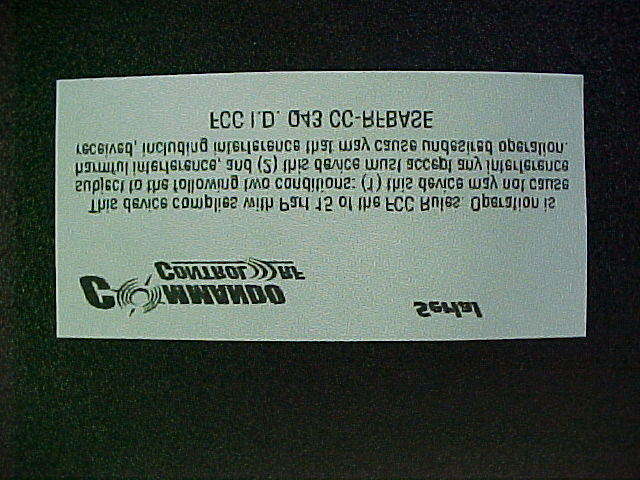 COMMANDO
CONTROL RF
Serial
This device complies with Part 15 of the FCC Rules. Operation is
subject to the following two conditions: (1) this device may not cause
harmful interference, and (2) this device must accept any interference
received, including interference that may cause undesired operation.
FCC I.D. Q43 CC-RFBASE